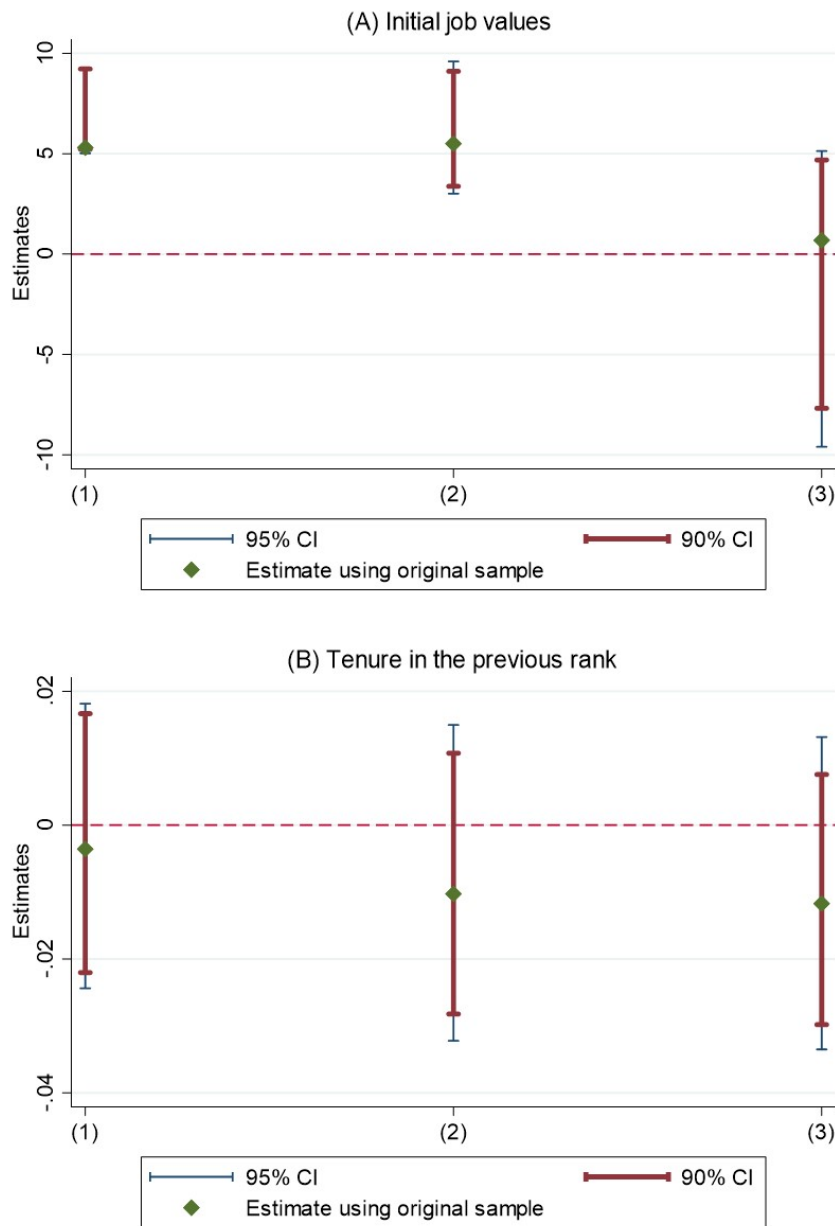 (A) Initial job values
10
5
0
-5
-10
Estimates
(1) (2) (3)
95% CI 90% CI
Estimate using original sample
(B) Tenure in the previous rank
.02
0
-.02
-.04
Estimates
(1) (2) (3)
95% CI 90% CI
Estimate using original sample